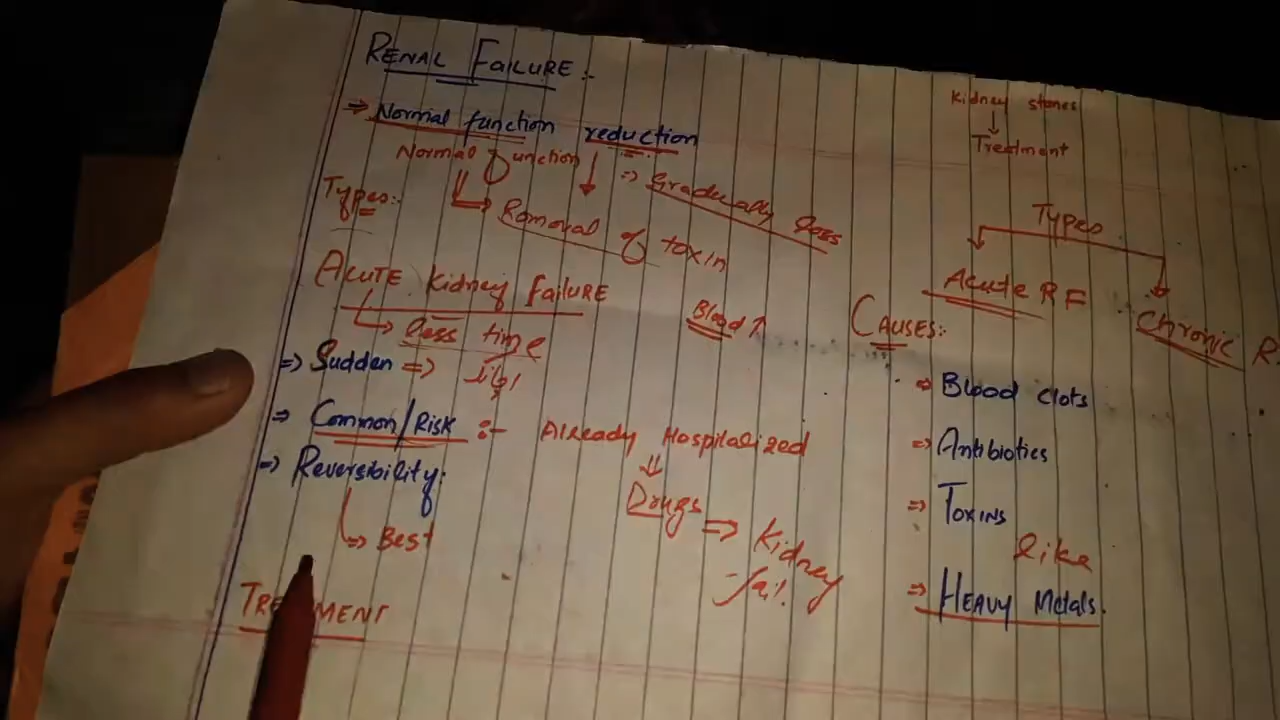 RENAL FAILURE:-
Kidney stones
Treatment
=> Normal function reduction
Normal function => Gradually loss
Types:-
Removal of toxin
Types
Acute RF
Chronic R
ACUTE Kidney Failure
less time
Blood ↑
CAUSES:-
=> Sudden =>
=> Blood clots
=> Common/Risk :- Already Hospitalized
=> Antibiotics
=> Reversibility:
=> Best
Drugs => Kidney
fail.
=> TOXINS
like
=> HEAVY Metals.